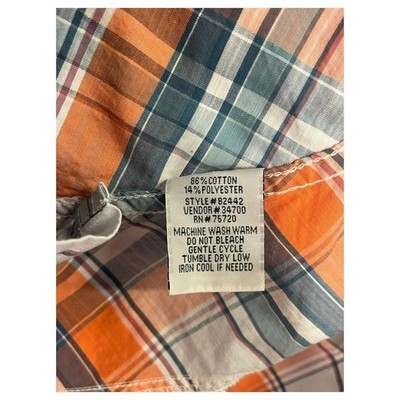 86% COTTON
14% POLYESTER
STYLE# B2442
VENDOR# 34700
RN# 75720
MACHINE WASH WARM
DO NOT BLEACH
GENTLE CYCLE
TUMBLE DRY LOW
IRON COOL IF NEEDED